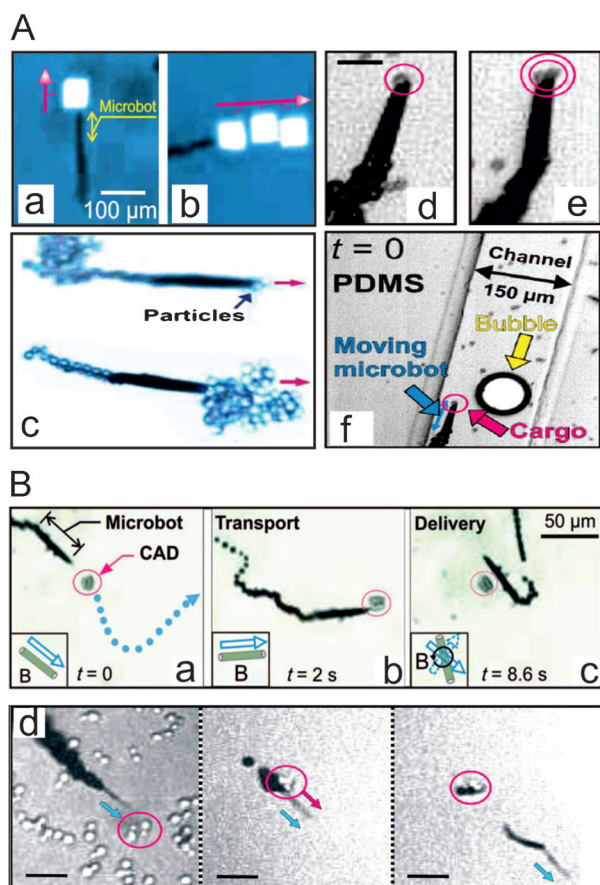 A
Microbot
a
100 µm
b
d
e
Particles
c
t = 0
PDMS
Channel
150 µm
Bubble
Moving
microbot
Cargo
f
B
Microbot
CAD
B
t = 0
a
Transport
B
t = 2 s
b
Delivery
50 µm
B
t = 8.6 s
c
d